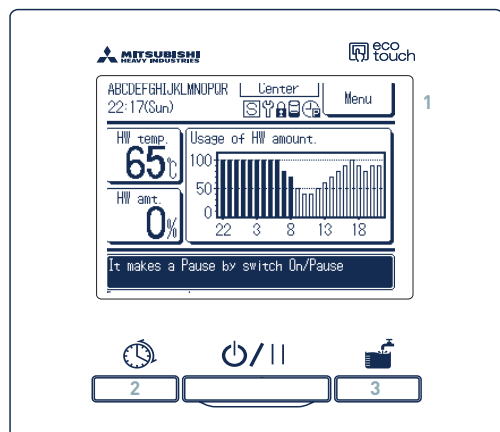 MITSUBISHI
HEAVY INDUSTRIES
eco
touch
ABCDEFGHIJKLMNOPQR
Center
Menu
22:17(Sun)
1
HW temp.
65℃
Usage of HW amount.
100
50
0
22 3 8 13 18
HW amt.
0%
It makes a Pause by switch On/Pause
2
3